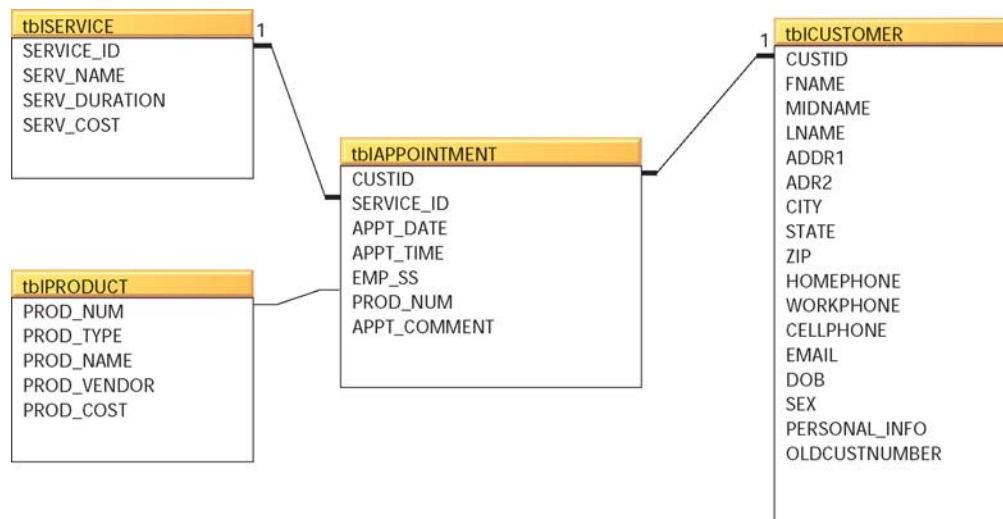 tblSERVICE
SERVICE_ID
SERV_NAME
SERV_DURATION
SERV_COST
1
tblPRODUCT
PROD_NUM
PROD_TYPE
PROD_NAME
PROD_VENDOR
PROD_COST
tblAPPOINTMENT
CUSTID
SERVICE_ID
APPT_DATE
APPT_TIME
EMP_SS
PROD_NUM
APPT_COMMENT
1
tblCUSTOMER
CUSTID
FNAME
MIDNAME
LNAME
ADDR1
ADR2
CITY
STATE
ZIP
HOMEPHONE
WORKPHONE
CELLPHONE
EMAIL
DOB
SEX
PERSONAL_INFO
OLDCUSTNUMBER